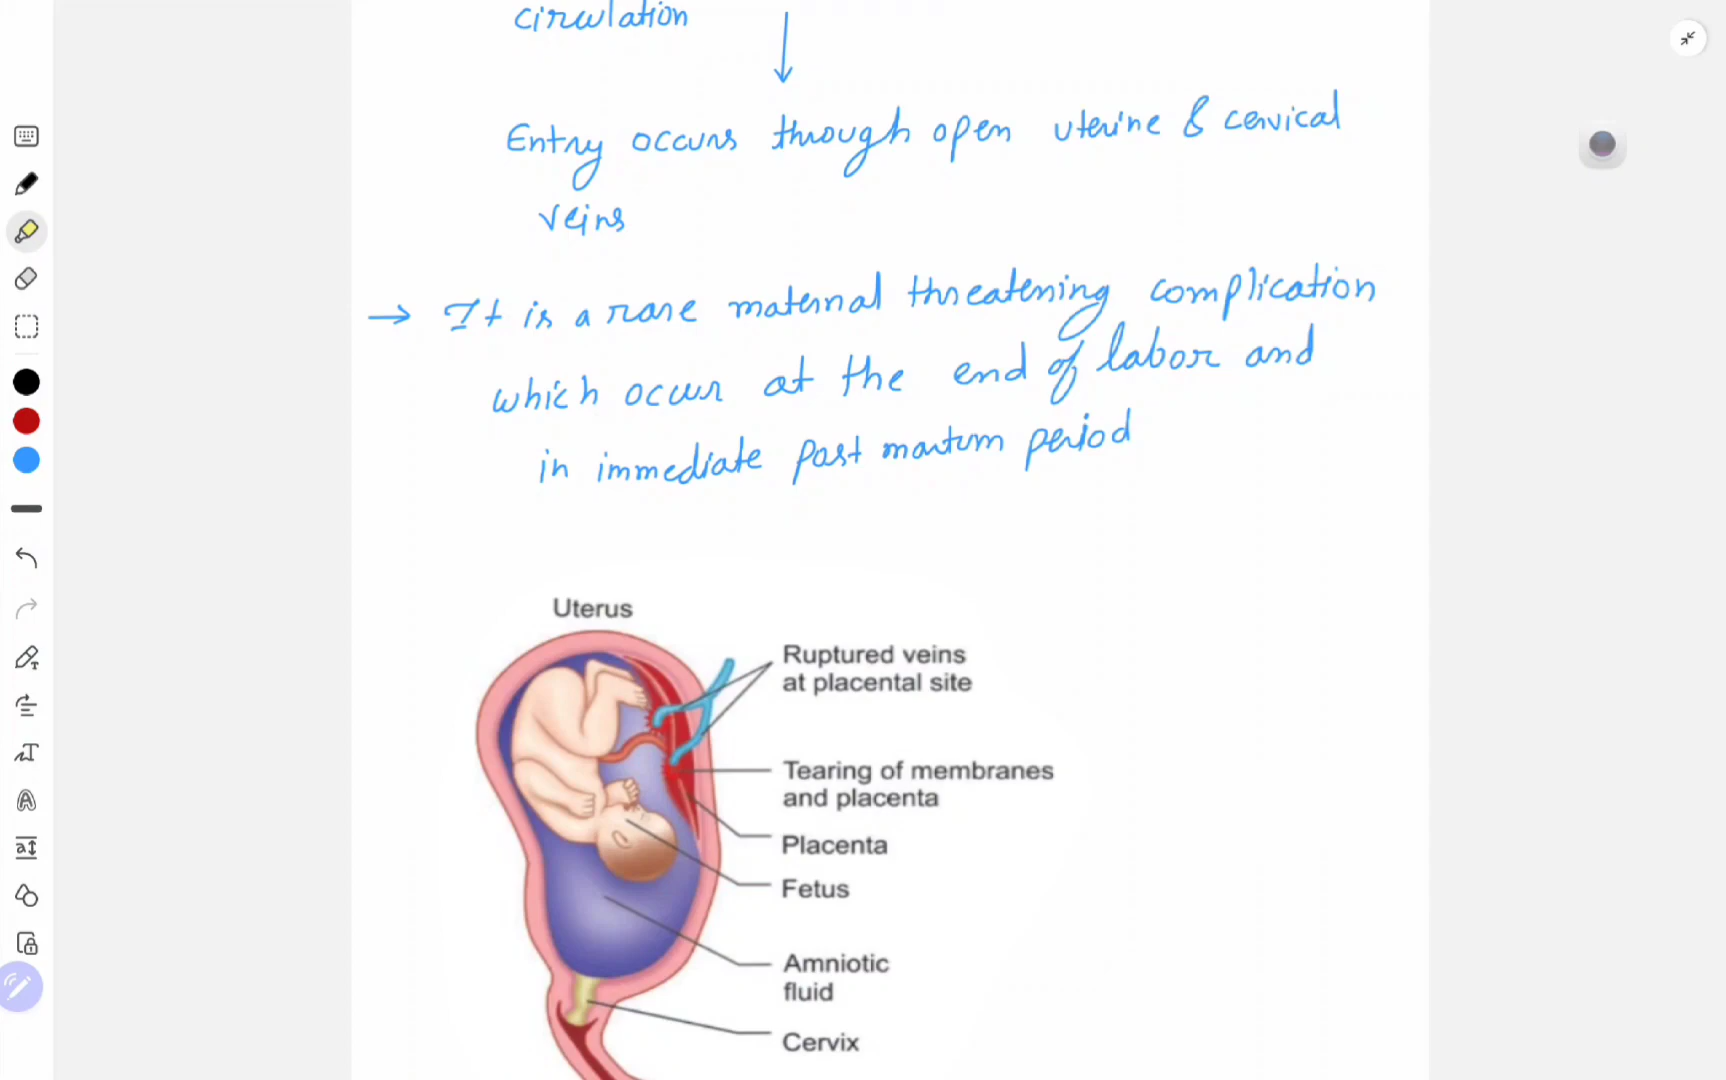 circulation
Entry occurs through open uterine & cervical
veins
→ It is a rare maternal threatening complication
which occur at the end of labor and
in immediate post mortum period
Uterus
Ruptured veins
at placental site
Tearing of membranes
and placenta
Placenta
Fetus
Amniotic
fluid
Cervix